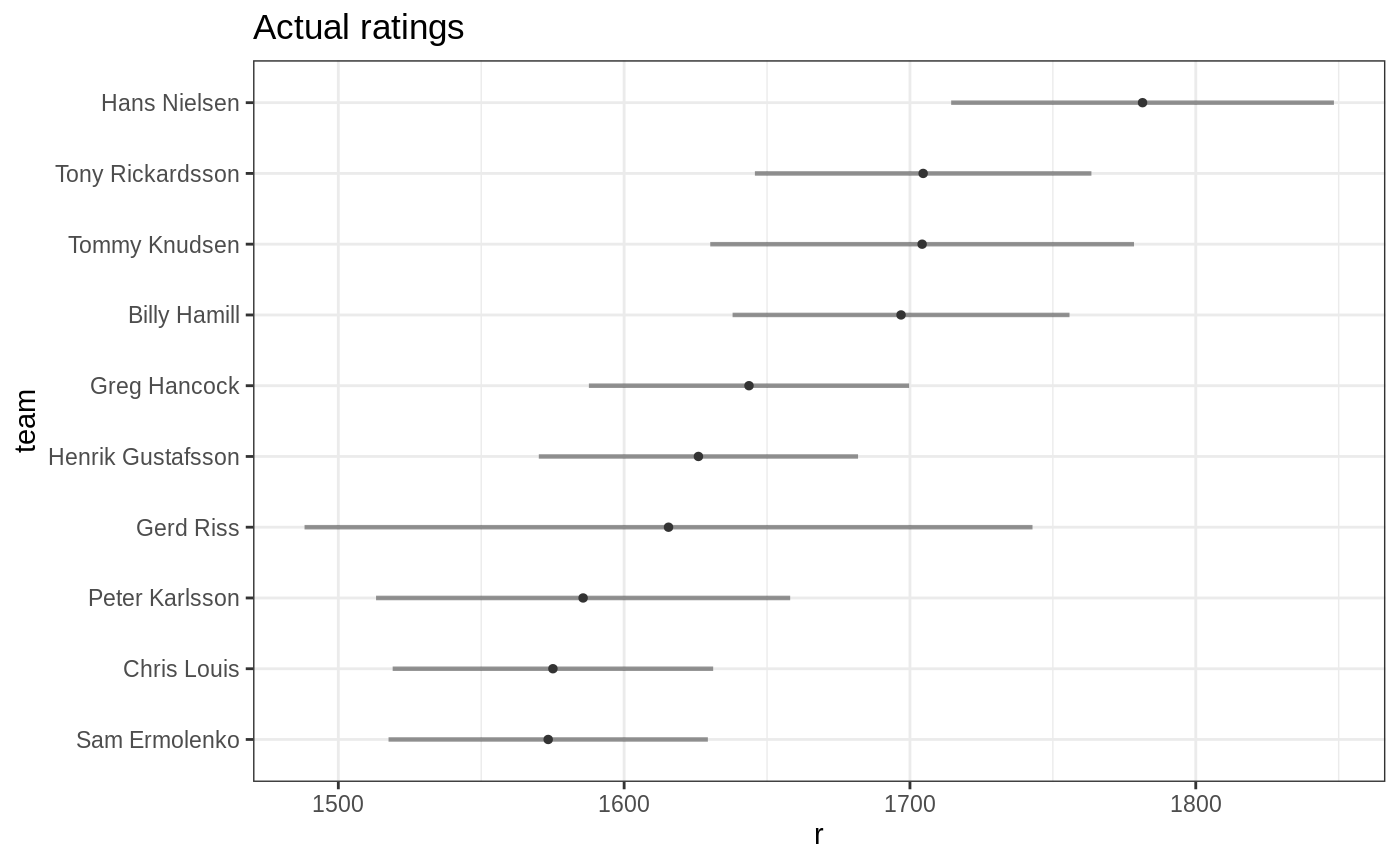 Actual ratings
team
Hans Nielsen
Tony Rickardsson
Tommy Knudsen
Billy Hamill
Greg Hancock
Henrik Gustafsson
Gerd Riss
Peter Karlsson
Chris Louis
Sam Ermolenko
1500 1600 1700 1800
r